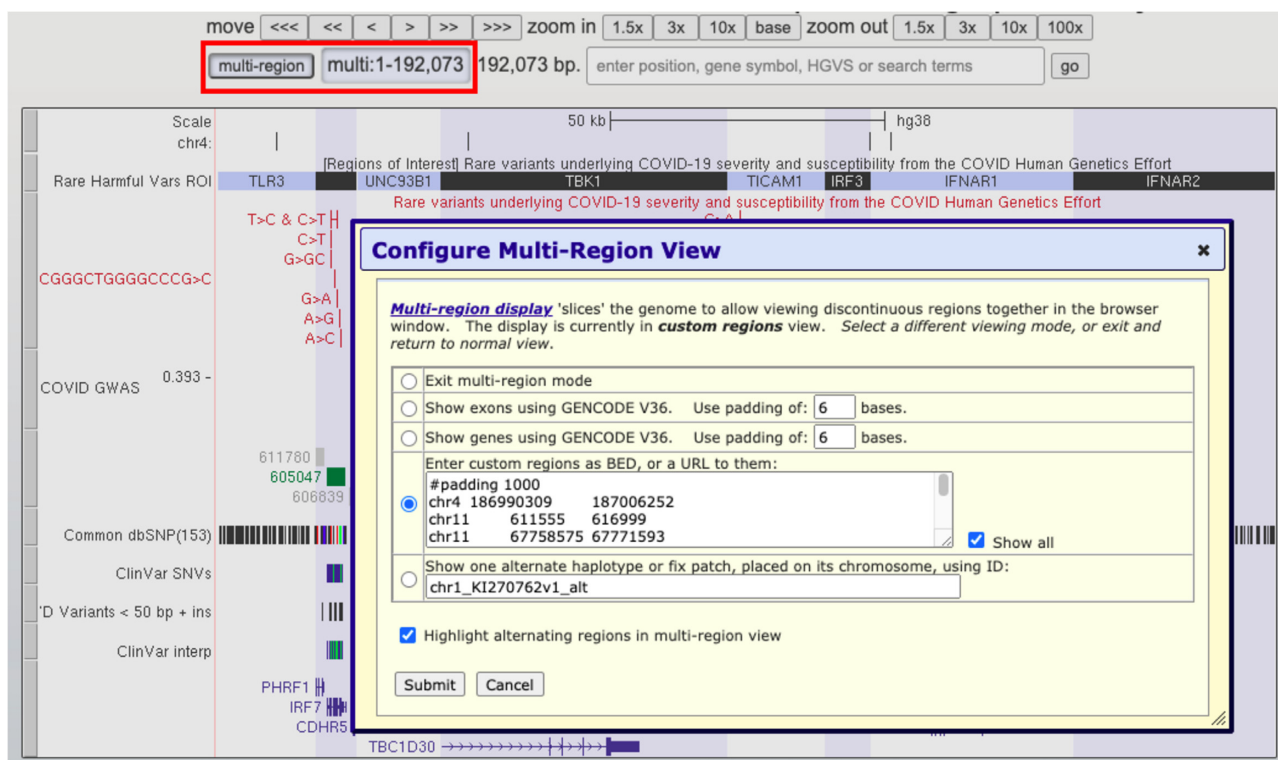 move <<< << < > >> >>> zoom in 1.5x 3x 10x base zoom out 1.5x 3x 10x 100x
multi-region multi:1-192,073 192,073 bp. enter position, gene symbol, HGVS or search terms go
Scale 50 kb hg38
chr4:
[Regions of Interest] Rare variants underlying COVID-19 severity and susceptibility from the COVID Human Genetics Effort
Rare Harmful Vars ROI TLR3 UNC93B1 TBK1 TICAM1 IRF3 IFNAR1 IFNAR2
Rare variants underlying COVID-19 severity and susceptibility from the COVID Human Genetics Effort
T>C & C>T
C>T
G>GC
CGGGCTGGGGCCCG>C
G>A
A>G
A>C
Configure Multi-Region View
Multi-region display 'slices' the genome to allow viewing discontinuous regions together in the browser
window. The display is currently in custom regions view. Select a different viewing mode, or exit and
return to normal view.
Exit multi-region mode
Show exons using GENCODE V36. Use padding of: 6 bases.
Show genes using GENCODE V36. Use padding of: 6 bases.
Enter custom regions as BED, or a URL to them:
#padding 1000
chr4 186990309 187006252
chr11 611555 616999
chr11 67758575 67771593
Show all
Show one alternate haplotype or fix patch, placed on its chromosome, using ID:
chr1_KI270762v1_alt
Highlight alternating regions in multi-region view
Submit Cancel
COVID GWAS 0.393
611780
605047
606839
Common dbSNP(153)
ClinVar SNVs
'D Variants < 50 bp + ins
ClinVar interp
PHRF1
IRF7
CDHR5
TBC1D30